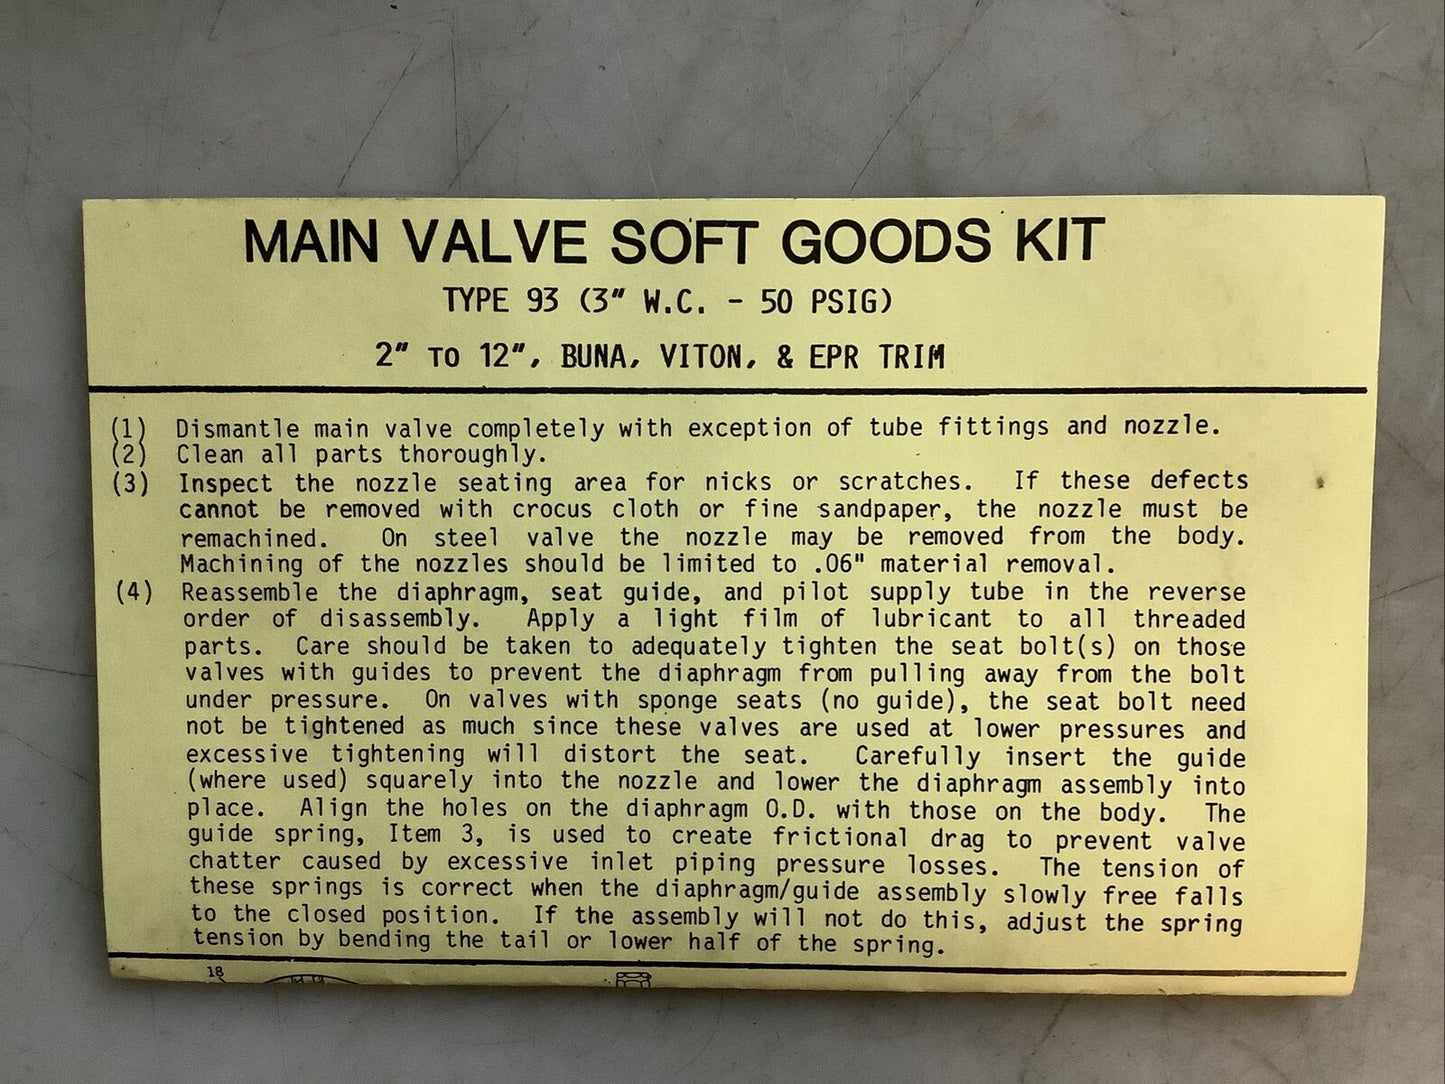 MAIN VALVE SOFT GOODS KIT
TYPE 93 (3" W.C. - 50 PSIG)
2" TO 12", BUNA, VITON, & EPR TRIM
(1) Dismantle main valve completely with exception of tube fittings and nozzle.
(2) Clean all parts thoroughly.
(3) Inspect the nozzle seating area for nicks or scratches. If these defects
cannot be removed with crocus cloth or fine sandpaper, the nozzle must be
remachined. On steel valve the nozzle may be removed from the body.
Machining of the nozzles should be limited to .06" material removal.
(4) Reassemble the diaphragm, seat guide, and pilot supply tube in the reverse
order of disassembly. Apply a light film of lubricant to all threaded
parts. Care should be taken to adequately tighten the seat bolt(s) on those
valves with guides to prevent the diaphragm from pulling away from the bolt
under pressure. On valves with sponge seats (no guide), the seat bolt need
not be tightened as much since these valves are used at lower pressures and
excessive tightening will distort the seat. Carefully insert the guide
(where used) squarely into the nozzle and lower the diaphragm assembly into
place. Align the holes on the diaphragm O.D. with those on the body. The
guide spring, Item 3, is used to create frictional drag to prevent valve
chatter caused by excessive inlet piping pressure losses. The tension of
these springs is correct when the diaphragm/guide assembly slowly free falls
to the closed position. If the assembly will not do this, adjust the spring
tension by bending the tail or lower half of the spring.
18